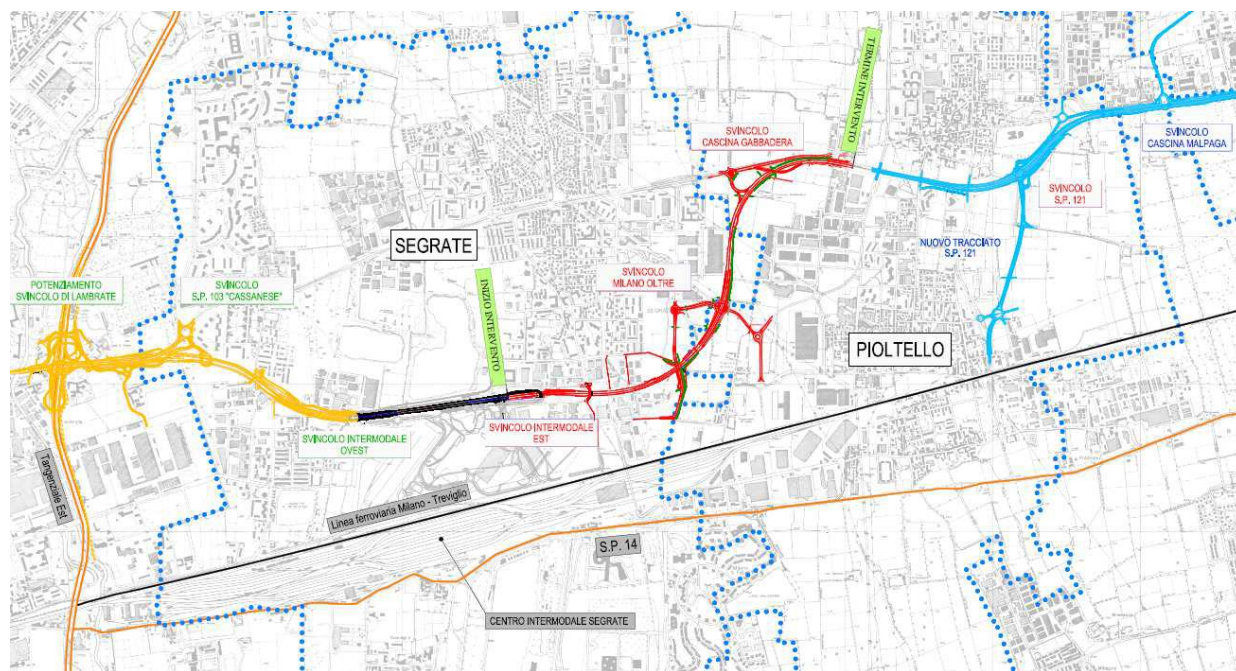 TERMINE INTERVENTO
SVINCOLO
CASCINA GABBADERA
SVINCOLO
CASCINA MALPAGA
SVINCOLO
S.P. 121
SEGRATE
NUOVO TRACCIATO
S.P. 121
POTENZIAMENTO
SVINCOLO DI LAMBRATE
SVINCOLO
S.P. 103 "CASSANESE"
SVINCOLO
MILANO OLTRE
INIZIO INTERVENTO
PIOLTELLO
SVINCOLO INTERMODALE
OVEST
SVINCOLO INTERMODALE
EST
Tangenziale Est
Linea ferroviaria Milano - Treviglio
S.P. 14
CENTRO INTERMODALE SEGRATE